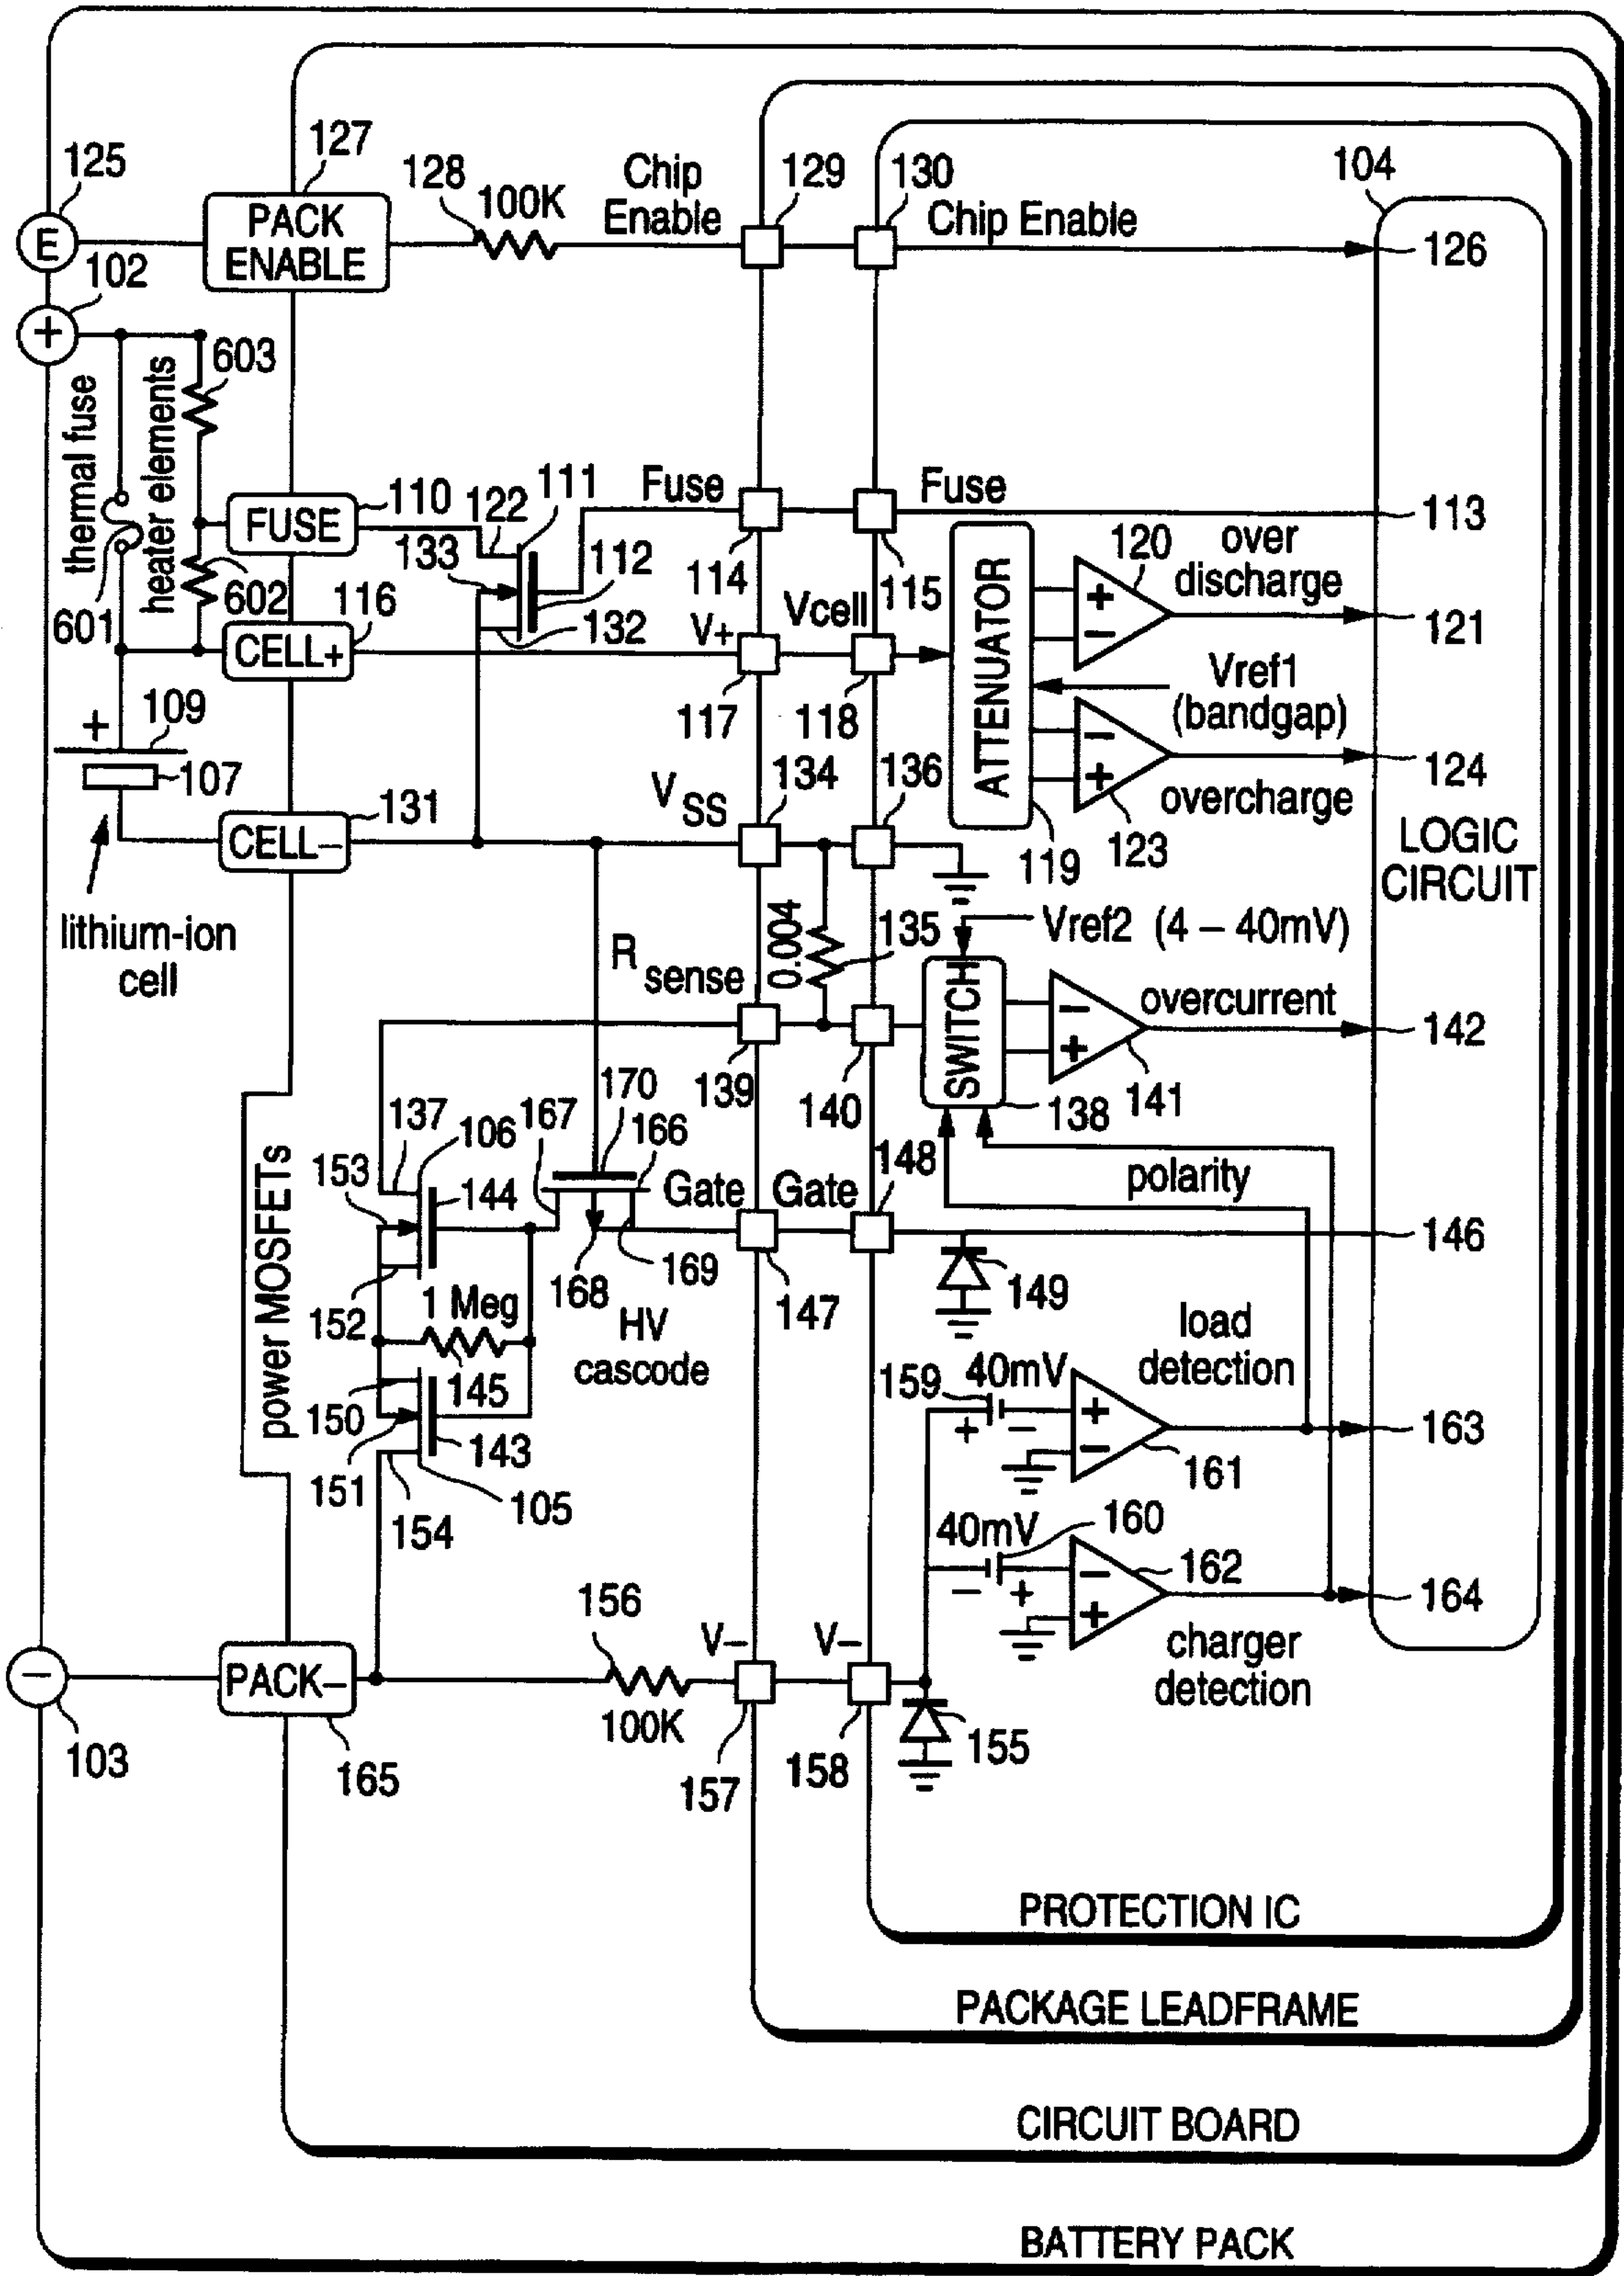 125
127
128
100K
Chip
Enable
129
130
Chip Enable
104
126
E
PACK
ENABLE
102
+
603
thermal fuse
heater elements
601
602
FUSE
110
122
133
111
112
132
Fuse
114
115
Fuse
113
116
CELL+
V+
Vcell
117
118
ATTENUATOR
119
120
+
−
over
discharge
121
Vref1
(bandgap)
−
+
123
overcharge
124
LOGIC
CIRCUIT
+
109
107
lithium-ion
cell
131
CELL−
VSS
134
136
Rsense
0.004
135
Vref2 (4 – 40mV)
SWITCH
138
−
+
141
overcurrent
142
139
140
polarity
power MOSFETs
137
106
153
144
152
1 Meg
145
150
151
143
154
105
167
170
166
168
169
HV
cascode
Gate
147
Gate
148
146
149
load
detection
159
40mV
+
−
+
−
161
163
40mV
160
−
+
−
+
162
164
charger
detection
−
103
PACK−
165
156
100K
V−
157
V−
158
155
PROTECTION IC
PACKAGE LEADFRAME
CIRCUIT BOARD
BATTERY PACK